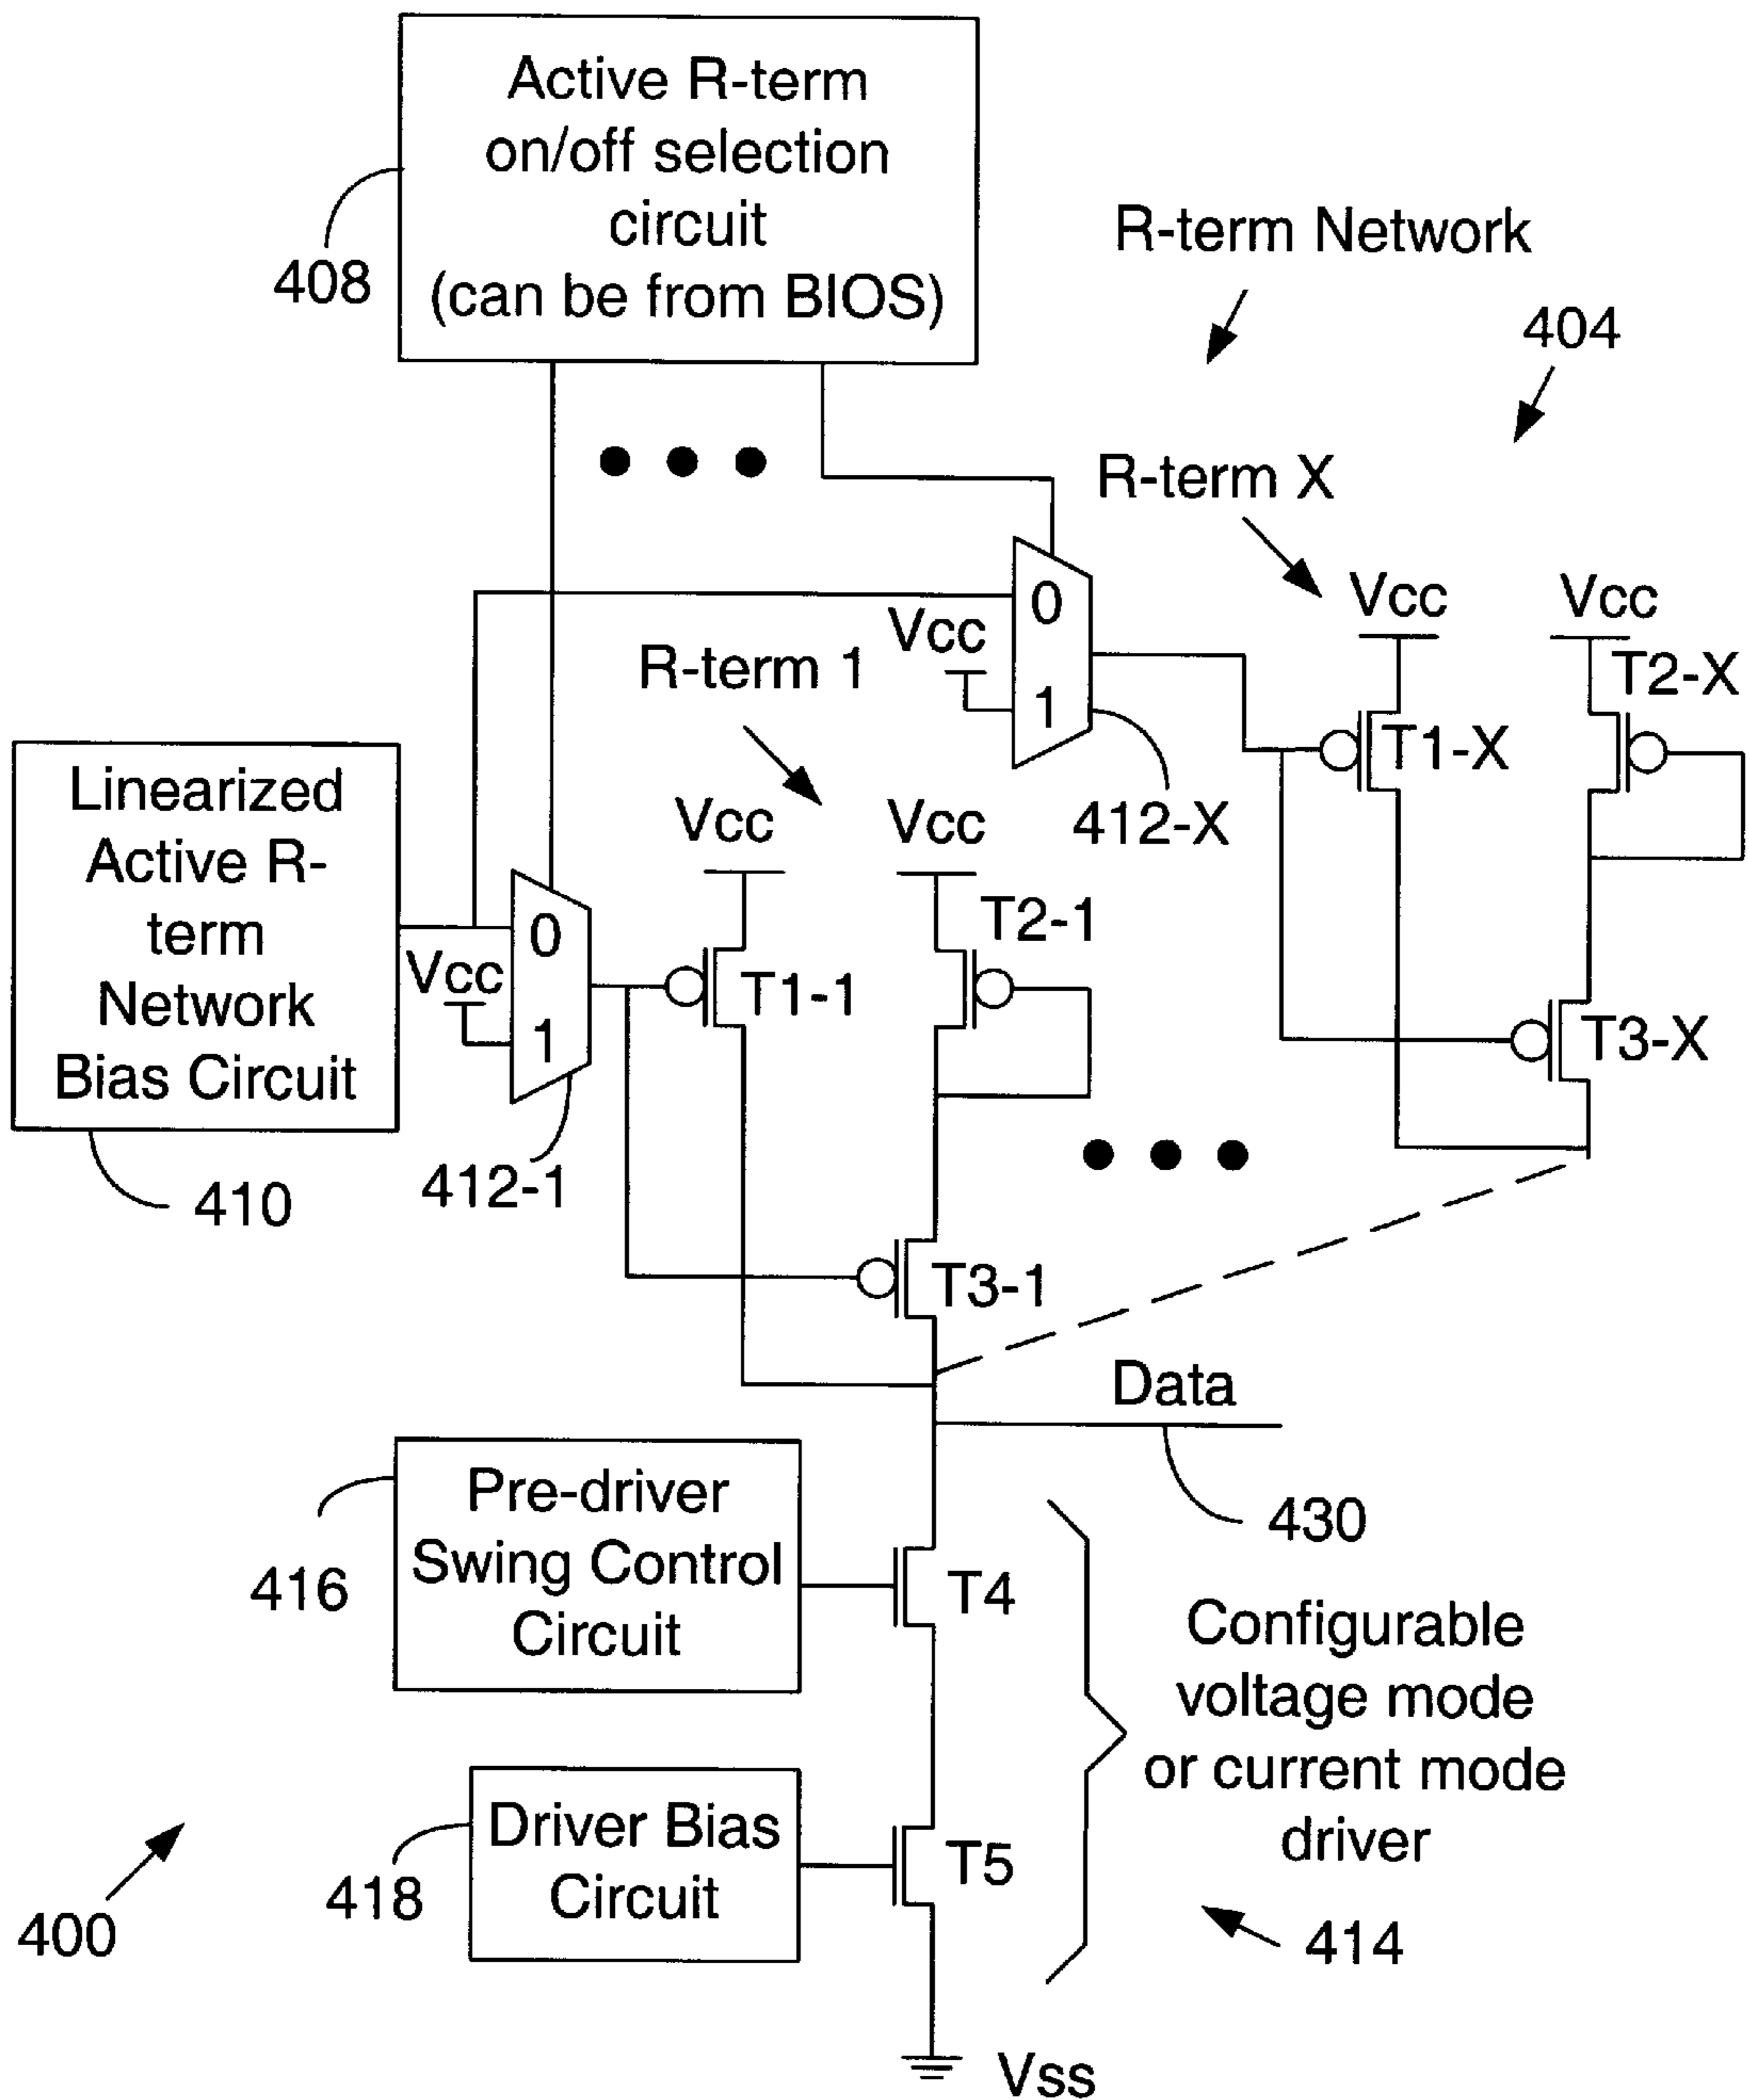 Active R-term
on/off selection
circuit
(can be from BIOS)
408
R-term Network
404
R-term X
Vcc
Vcc
T2-X
0
Vcc
1
T1-X
412-X
R-term 1
Linearized
Active R-
term
Network
Bias Circuit
410
Vcc
Vcc
T2-1
0
Vcc
1
T1-1
412-1
T3-X
T3-1
Data
430
Pre-driver
Swing Control
Circuit
416
T4
Configurable
voltage mode
or current mode
driver
414
Driver Bias
Circuit
418
T5
400
Vss